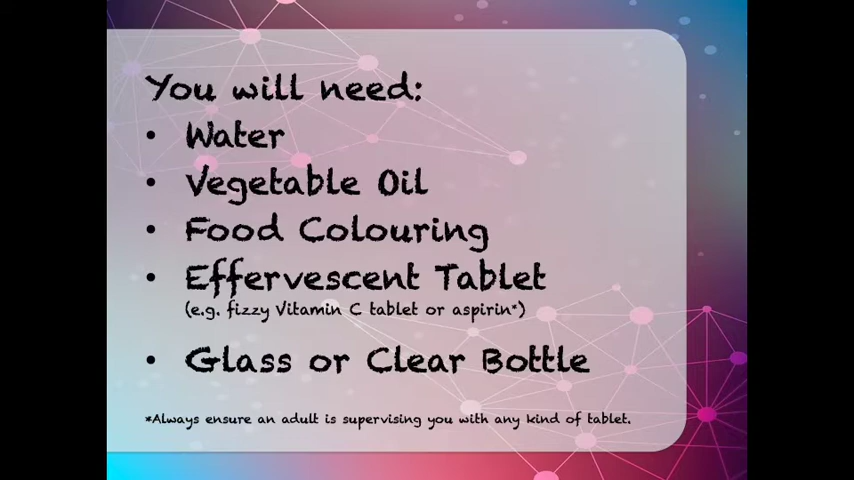 You will need:
• Water
• Vegetable Oil
• Food Colouring
• Effervescent Tablet
(e.g. fizzy Vitamin C tablet or aspirin*)
• Glass or Clear Bottle
*Always ensure an adult is supervising you with any kind of tablet.